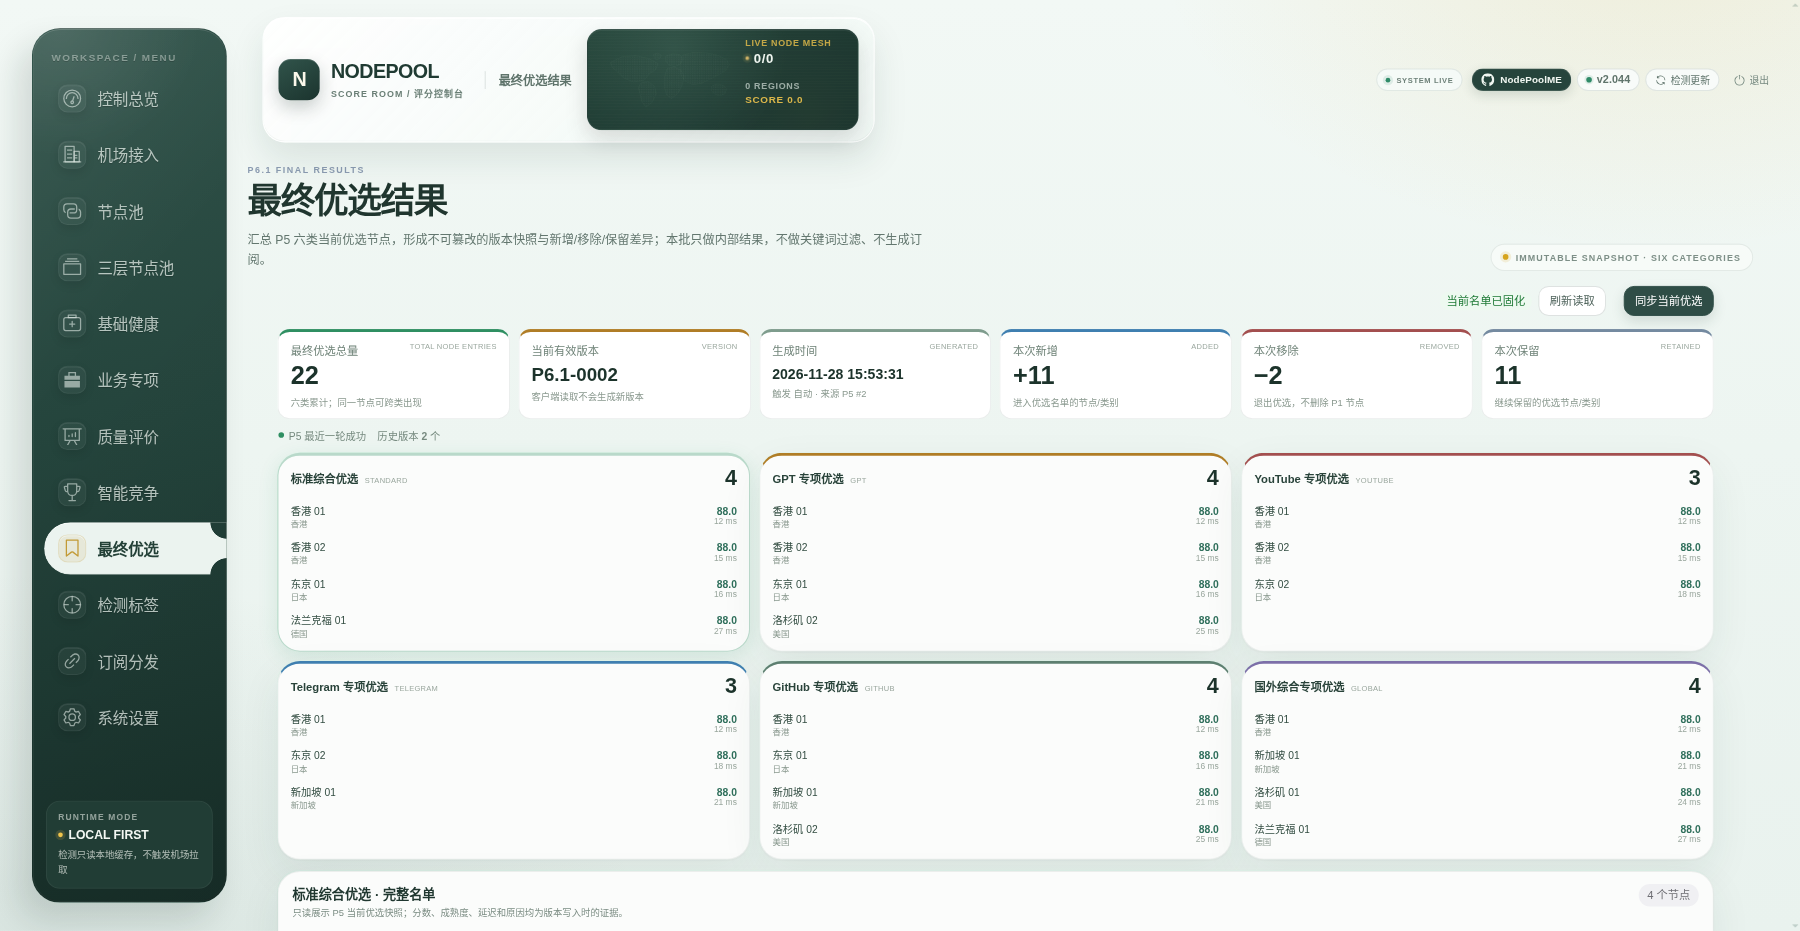 WORKSPACE / MENU
控制总览
机场接入
节点池
三层节点池
基础健康
业务专项
质量评价
智能竞争
最终优选
检测标签
订阅分发
系统设置
RUNTIME MODE
LOCAL FIRST
检测只读本地缓存，不触发机场拉
取
N
NODEPOOL
SCORE ROOM / 评分控制台
最终优选结果
LIVE NODE MESH
0/0
0 REGIONS
SCORE 0.0
SYSTEM LIVE
NodePoolME
v2.044
检测更新
退出
P6.1 FINAL RESULTS
最终优选结果
汇总 P5 六类当前优选节点，形成不可篡改的版本快照与新增/移除/保留差异；本批只做内部结果，不做关键词过滤、不生成订
阅。
IMMUTABLE SNAPSHOT · SIX CATEGORIES
当前名单已固化
刷新读取
同步当前优选
最终优选总量 TOTAL NODE ENTRIES
22
六类累计；同一节点可跨类出现
当前有效版本 VERSION
P6.1-0002
客户端读取不会生成新版本
生成时间 GENERATED
2026-11-28 15:53:31
触发 自动 · 来源 P5 #2
本次新增 ADDED
+11
进入优选名单的节点/类别
本次移除 REMOVED
−2
退出优选，不删除 P1 节点
本次保留 RETAINED
11
继续保留的优选节点/类别
P5 最近一轮成功 历史版本 2 个
标准综合优选 STANDARD 4
香港 01 88.0
香港 12 ms
香港 02 88.0
香港 15 ms
东京 01 88.0
日本 16 ms
法兰克福 01 88.0
德国 27 ms
GPT 专项优选 GPT 4
香港 01 88.0
香港 12 ms
香港 02 88.0
香港 15 ms
东京 01 88.0
日本 16 ms
洛杉矶 02 88.0
美国 25 ms
YouTube 专项优选 YOUTUBE 3
香港 01 88.0
香港 12 ms
香港 02 88.0
香港 15 ms
东京 02 88.0
日本 18 ms
Telegram 专项优选 TELEGRAM 3
香港 01 88.0
香港 12 ms
东京 02 88.0
日本 18 ms
新加坡 01 88.0
新加坡 21 ms
GitHub 专项优选 GITHUB 4
香港 01 88.0
香港 12 ms
东京 01 88.0
日本 16 ms
新加坡 01 88.0
新加坡 21 ms
洛杉矶 02 88.0
美国 25 ms
国外综合专项优选 GLOBAL 4
香港 01 88.0
香港 12 ms
新加坡 01 88.0
新加坡 21 ms
洛杉矶 01 88.0
美国 24 ms
法兰克福 01 88.0
德国 27 ms
标准综合优选 · 完整名单
只读展示 P5 当前优选快照；分数、成熟度、延迟和原因均为版本写入时的证据。
4 个节点